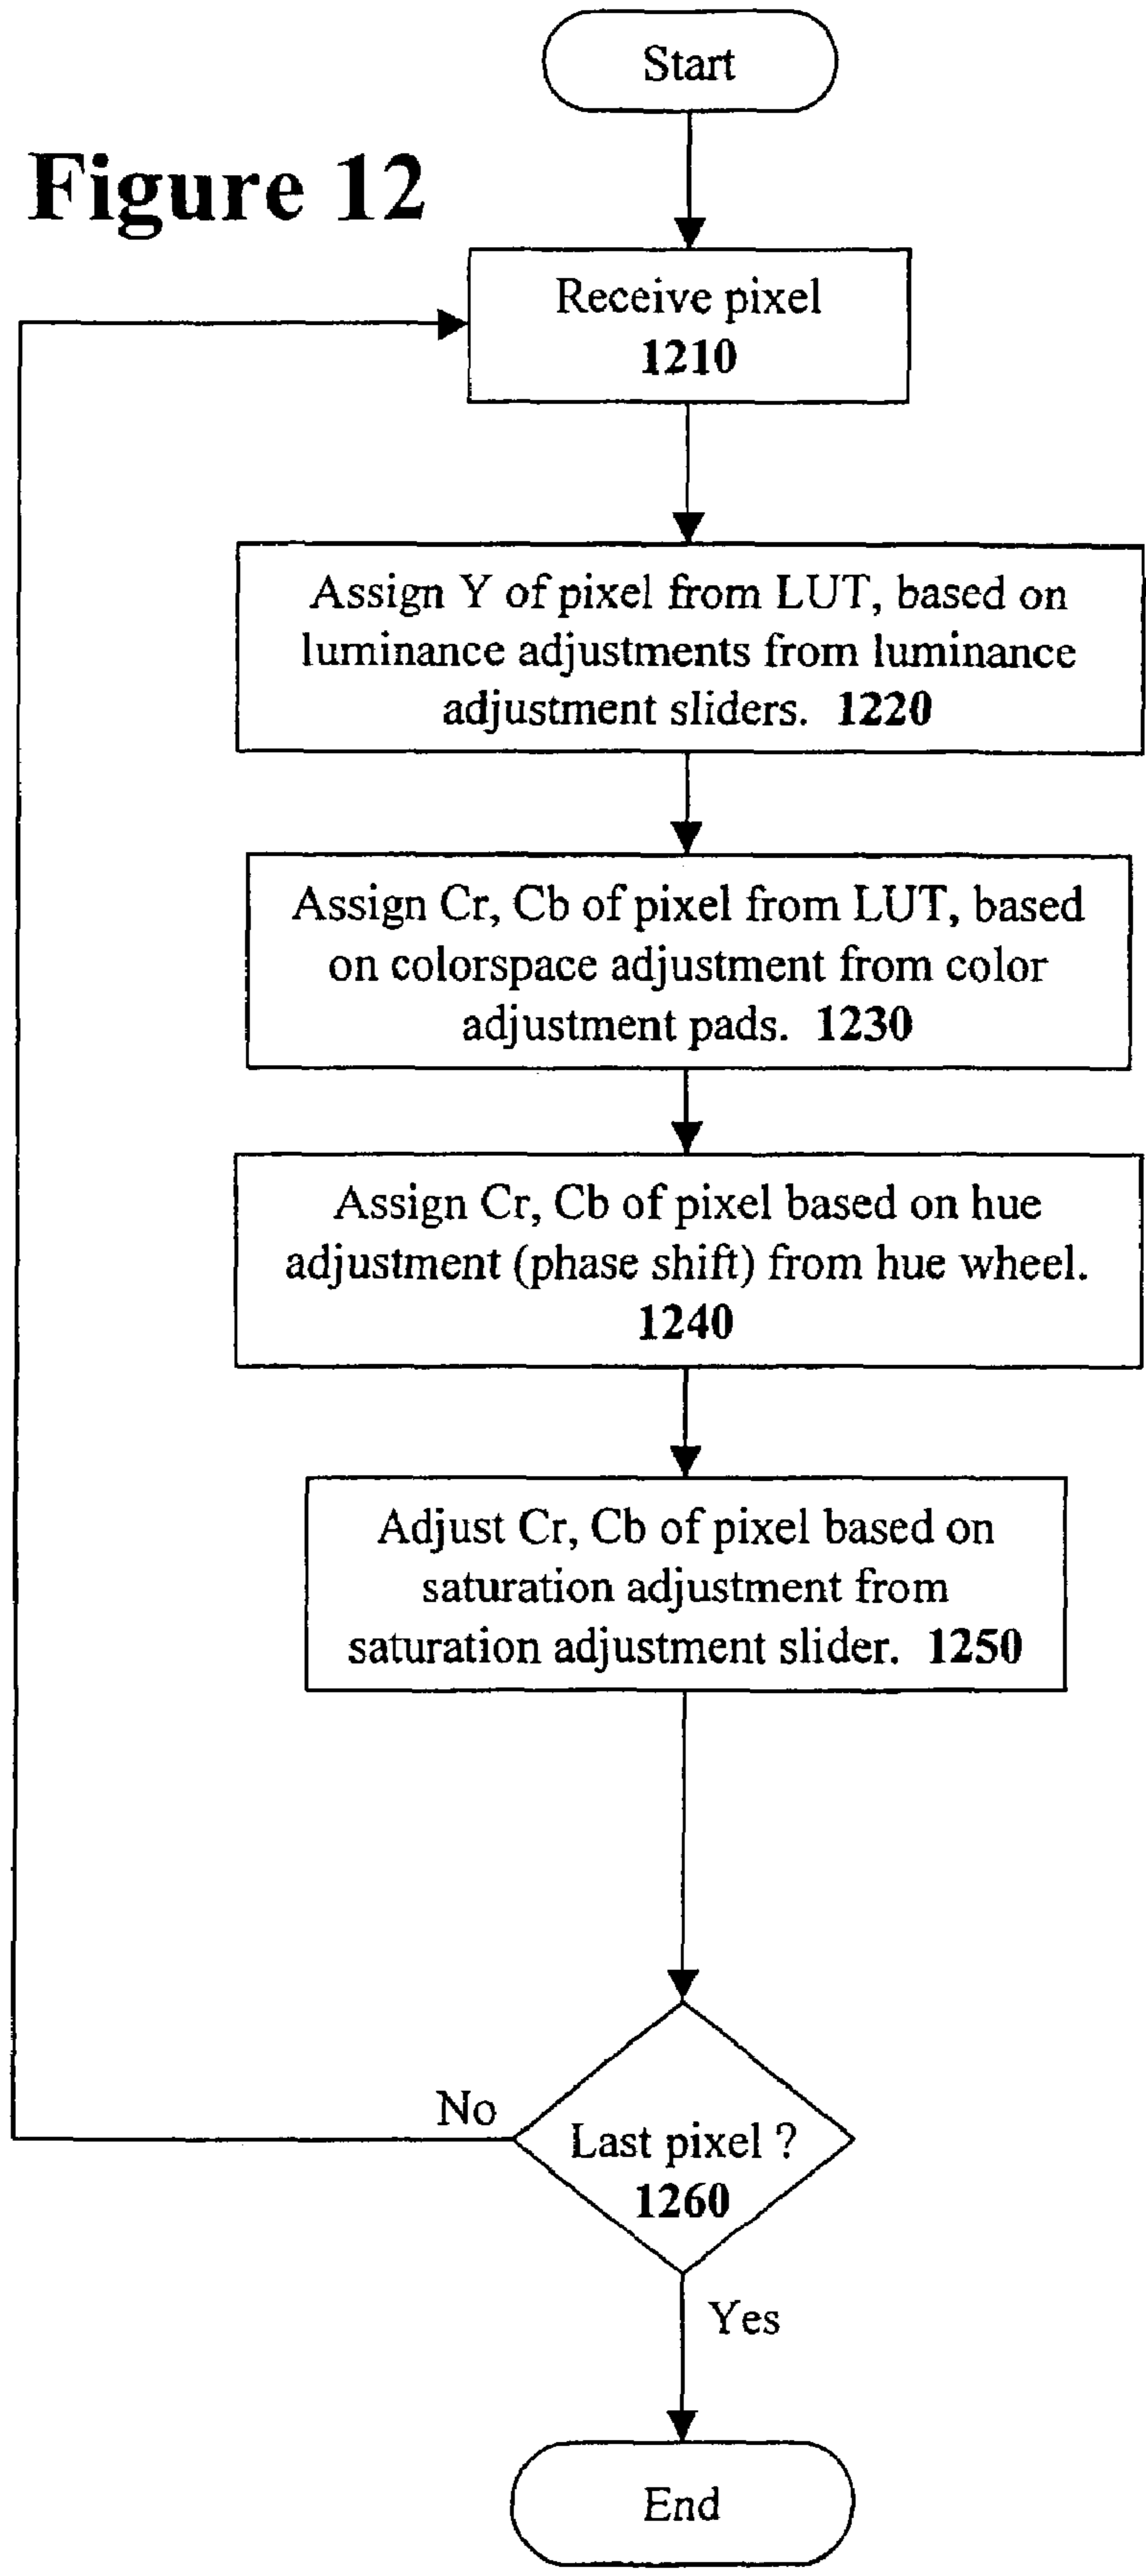 Start
Figure 12
Receive pixel
1210
Assign Y of pixel from LUT, based on
luminance adjustments from luminance
adjustment sliders. 1220
Assign Cr, Cb of pixel from LUT, based
on colorspace adjustment from color
adjustment pads. 1230
Assign Cr, Cb of pixel based on hue
adjustment (phase shift) from hue wheel.
1240
Adjust Cr, Cb of pixel based on
saturation adjustment from
saturation adjustment slider. 1250
No
Last pixel ?
1260
Yes
End